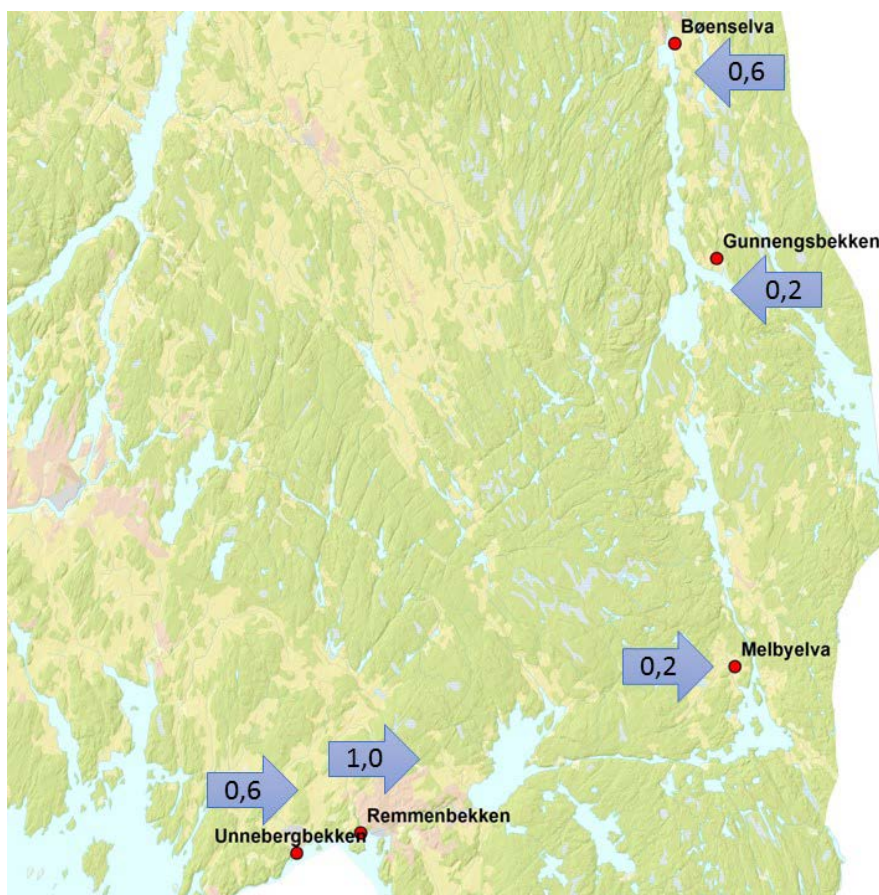 Bøenselva
0,6
Gunnengsbekken
0,2
Melbyelva
0,2
1,0
0,6
Remmenbekken
Unnebergbekken